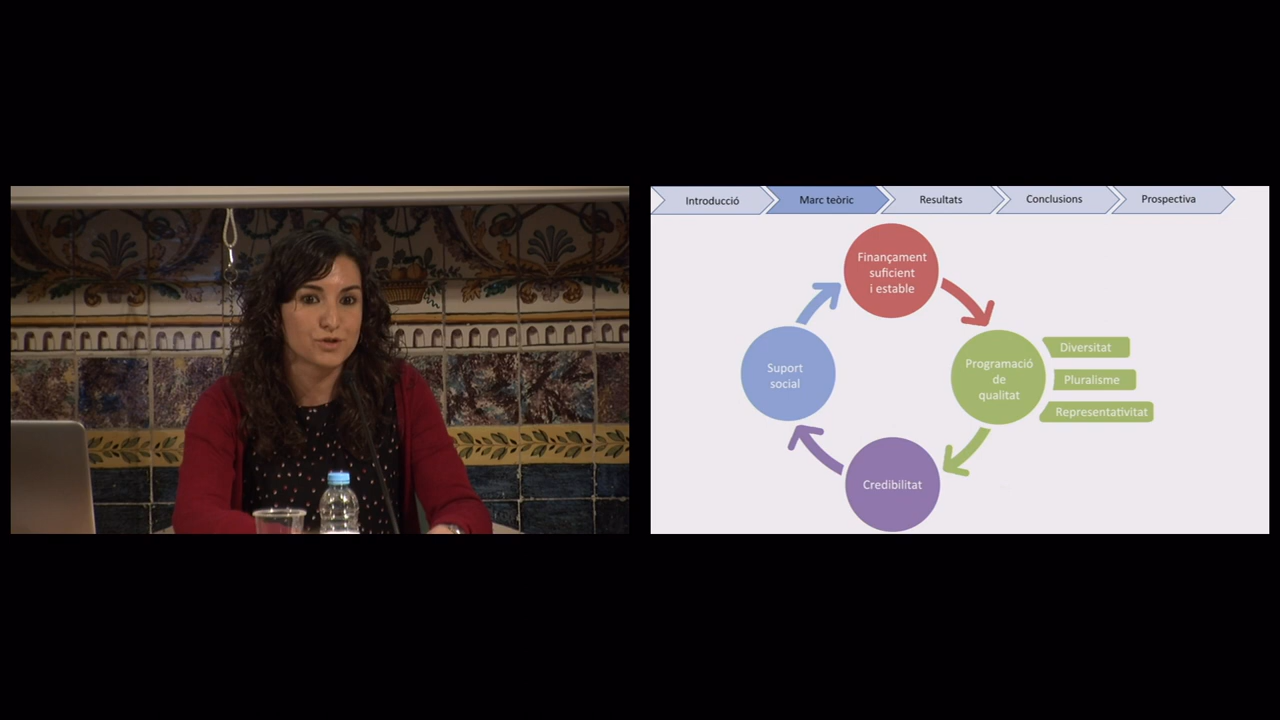 Introducció
Marc teòric
Resultats
Conclusions
Prospectiva
Finançament
suficient
i estable
Programació
de
qualitat
Diversitat
Pluralisme
Representativitat
Credibilitat
Suport
social